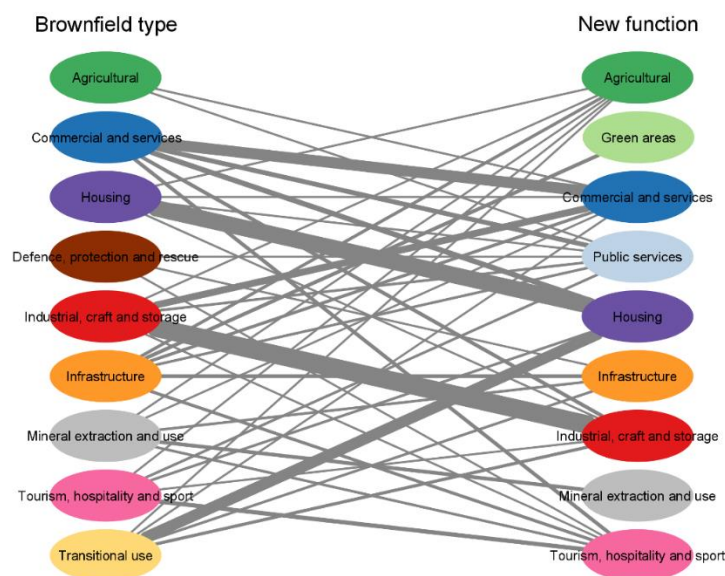 Brownfield type
New function
Agricultural
Agricultural
Commercial and services
Green areas
Housing
Commercial and services
Defence, protection and rescue
Public services
Industrial, craft and storage
Housing
Infrastructure
Infrastructure
Mineral extraction and use
Industrial, craft and storage
Tourism, hospitality and sport
Mineral extraction and use
Transitional use
Tourism, hospitality and sport